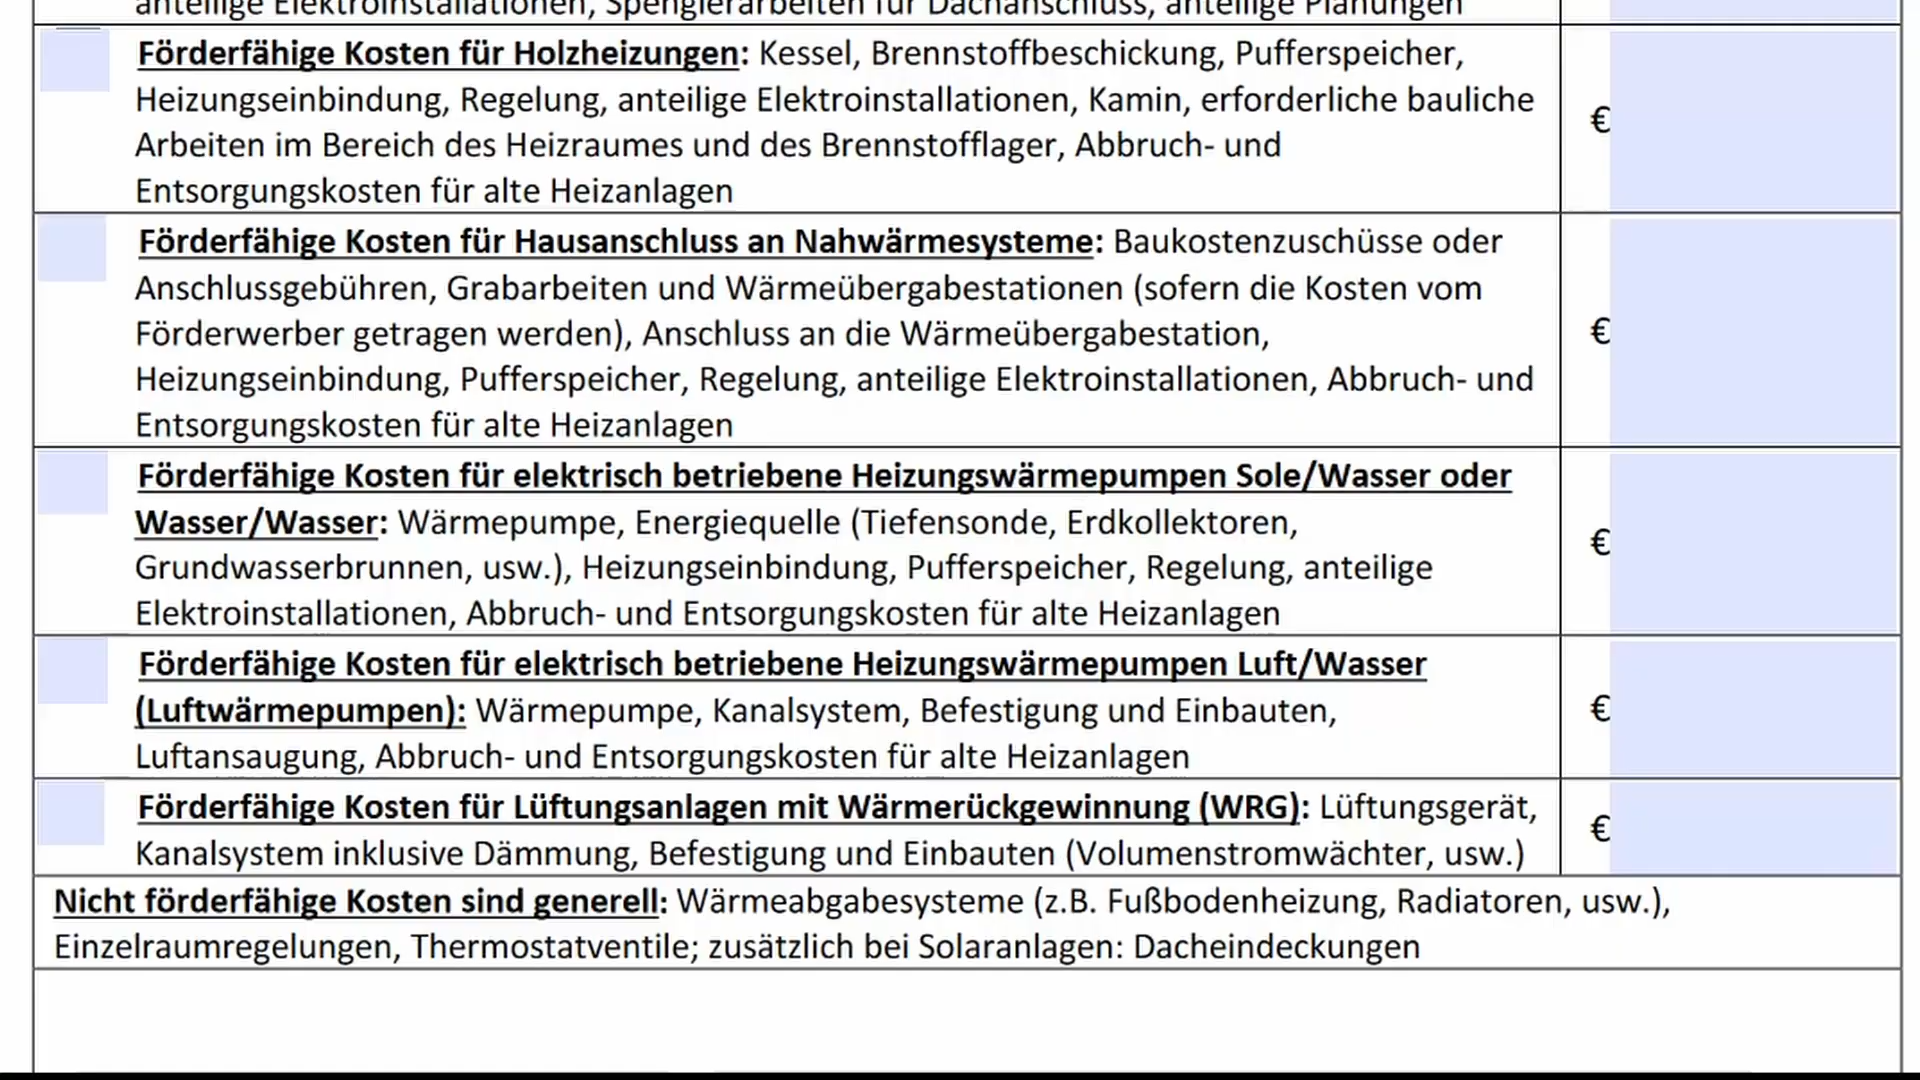 anteilige Elektroinstallationen, Spenglerarbeiten für Dachanschluss, anteilige Planungen
Förderfähige Kosten für Holzheizungen: Kessel, Brennstoffbeschickung, Pufferspeicher,
Heizungseinbindung, Regelung, anteilige Elektroinstallationen, Kamin, erforderliche bauliche
Arbeiten im Bereich des Heizraumes und des Brennstofflager, Abbruch- und
Entsorgungskosten für alte Heizanlagen
€
Förderfähige Kosten für Hausanschluss an Nahwärmesysteme: Baukostenzuschüsse oder
Anschlussgebühren, Grabarbeiten und Wärmeübergabestationen (sofern die Kosten vom
Förderwerber getragen werden), Anschluss an die Wärmeübergabestation,
Heizungseinbindung, Pufferspeicher, Regelung, anteilige Elektroinstallationen, Abbruch- und
Entsorgungskosten für alte Heizanlagen
€
Förderfähige Kosten für elektrisch betriebene Heizungswärmepumpen Sole/Wasser oder
Wasser/Wasser: Wärmepumpe, Energiequelle (Tiefensonde, Erdkollektoren,
Grundwasserbrunnen, usw.), Heizungseinbindung, Pufferspeicher, Regelung, anteilige
Elektroinstallationen, Abbruch- und Entsorgungskosten für alte Heizanlagen
€
Förderfähige Kosten für elektrisch betriebene Heizungswärmepumpen Luft/Wasser
(Luftwärmepumpen): Wärmepumpe, Kanalsystem, Befestigung und Einbauten,
Luftansaugung, Abbruch- und Entsorgungskosten für alte Heizanlagen
€
Förderfähige Kosten für Lüftungsanlagen mit Wärmerückgewinnung (WRG): Lüftungsgerät,
Kanalsystem inklusive Dämmung, Befestigung und Einbauten (Volumenstromwächter, usw.)
€
Nicht förderfähige Kosten sind generell: Wärmeabgabesysteme (z.B. Fußbodenheizung, Radiatoren, usw.),
Einzelraumregelungen, Thermostatventile; zusätzlich bei Solaranlagen: Dacheindeckungen